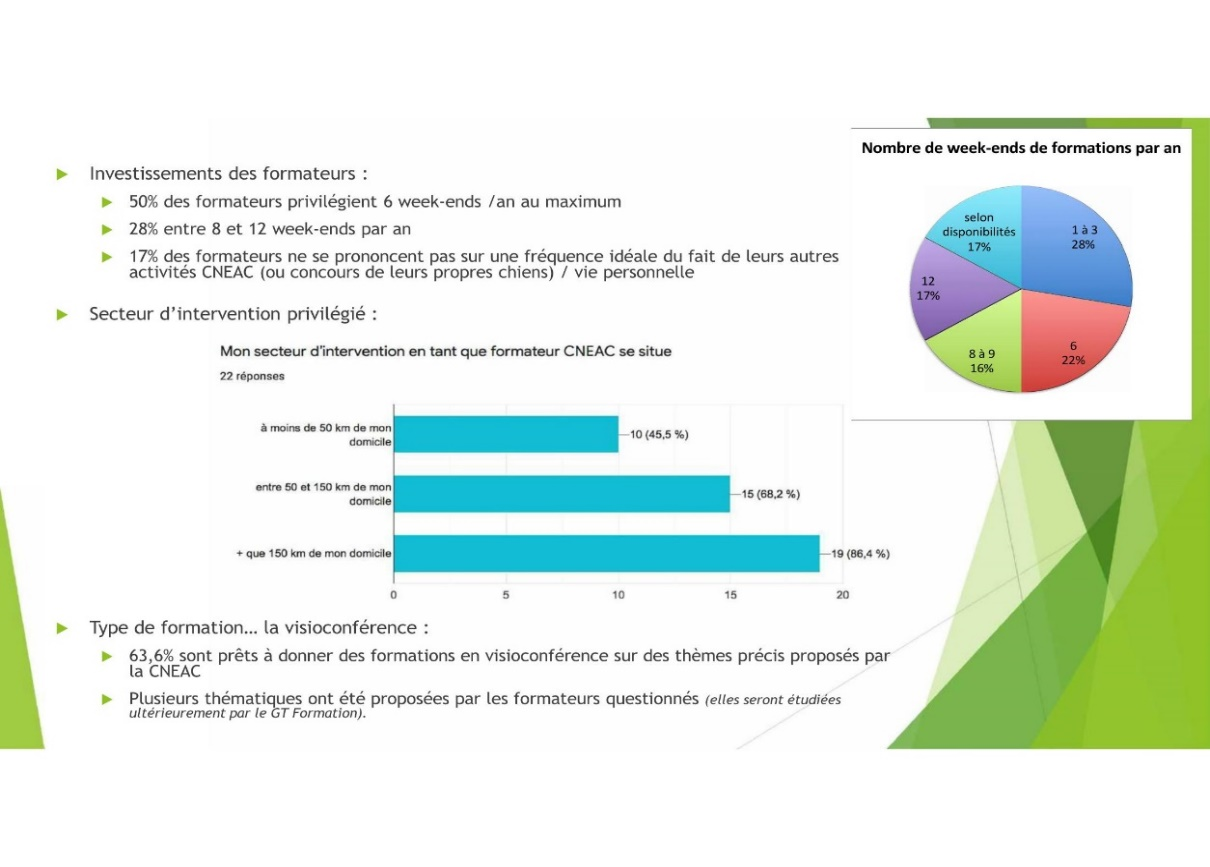 Investissements des formateurs :
50% des formateurs privilégient 6 week-ends /an au maximum
28% entre 8 et 12 week-ends par an
17% des formateurs ne se prononcent pas sur une fréquence idéale du fait de leurs autres
activités CNEAC (ou concours de leurs propres chiens) / vie personnelle
Nombre de week-ends de formations par an
selon
disponibilités
17%
1 à 3
28%
12
17%
8 à 9
16%
6
22%
Secteur d'intervention privilégié :
Mon secteur d'intervention en tant que formateur CNEAC se situe
22 réponses
à moins de 50 km de mon
domicile
10 (45,5 %)
entre 50 et 150 km de mon
domicile
15 (68,2 %)
+ que 150 km de mon domicile
19 (86,4 %)
0 5 10 15 20
Type de formation... la visioconférence :
63,6% sont prêts à donner des formations en visioconférence sur des thèmes précis proposés par
la CNEAC
Plusieurs thématiques ont été proposées par les formateurs questionnés (elles seront étudiées
ultérieurement par le GT Formation).